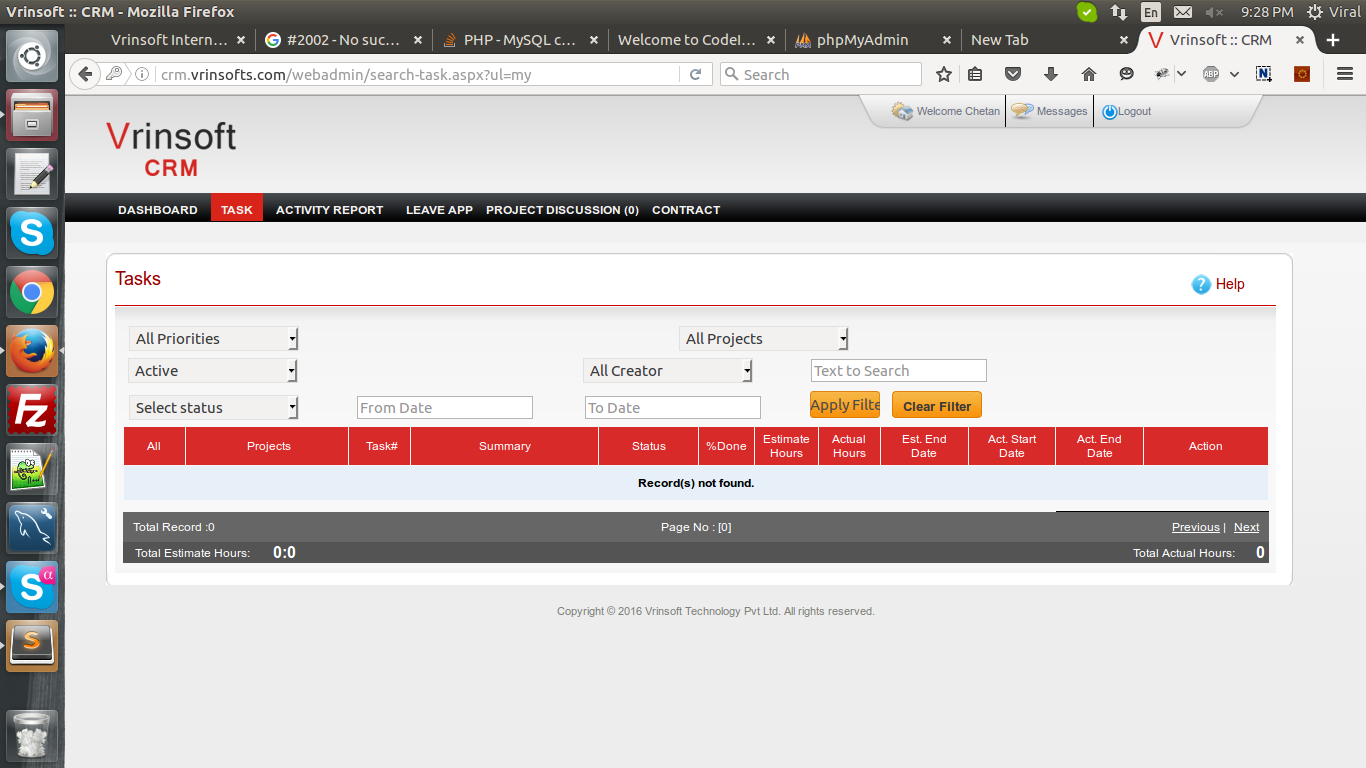 Vrinsoft :: CRM - Mozilla Firefox
En
9:28 PM
Viral
Vrinsoft Intern...
#2002 - No suc...
PHP - MySQL c...
Welcome to CodeI...
phpMyAdmin
New Tab
Vrinsoft :: CRM
crm.vrinsofts.com/webadmin/search-task.aspx?ul=my
Search
ABP
Welcome Chetan
Messages
Logout
Vrinsoft
CRM
DASHBOARD TASK ACTIVITY REPORT LEAVE APP PROJECT DISCUSSION (0) CONTRACT
Tasks
Help
All Priorities
All Projects
Active
All Creator
Text to Search
Select status
From Date
To Date
Apply Filte
Clear Filter
All Projects Task# Summary Status %Done Estimate Hours Actual Hours Est. End Date Act. Start Date Act. End Date Action
Record(s) not found.
Total Record :0
Page No : [0]
Previous | Next
Total Estimate Hours: 0:0
Total Actual Hours: 0
Copyright © 2016 Vrinsoft Technology Pvt Ltd. All rights reserved.